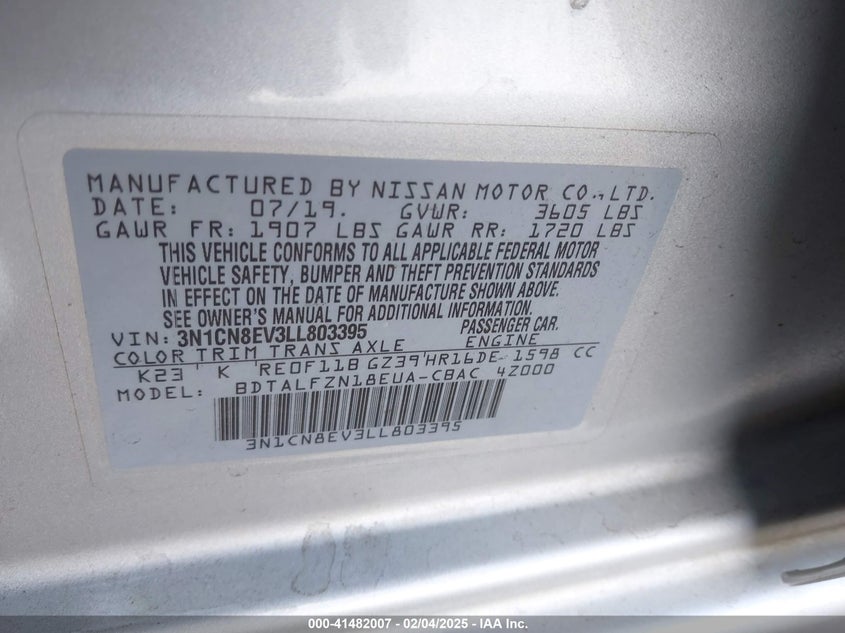 MANUFACTURED BY NISSAN MOTOR CO., LTD.
DATE: 07/19. GVWR: 3605 LBS
GAWR FR: 1907 LBS GAWR RR: 1720 LBS
THIS VEHICLE CONFORMS TO ALL APPLICABLE FEDERAL MOTOR
VEHICLE SAFETY, BUMPER AND THEFT PREVENTION STANDARDS
IN EFFECT ON THE DATE OF MANUFACTURE SHOWN ABOVE.
SEE OWNER'S MANUAL FOR ADDITIONAL INFORMATION.
VIN: 3N1CN8EV3LL803395 PASSENGER CAR.
COLOR TRIM TRANS AXLE ENGINE
K23 K RE0F11B GZ39 HR16DE 1598 CC
MODEL: BDTALFZN18EUA-CBAC 4Z000
3N1CN8EV3LL803395
000-41482007 - 02/04/2025 - IAA Inc.